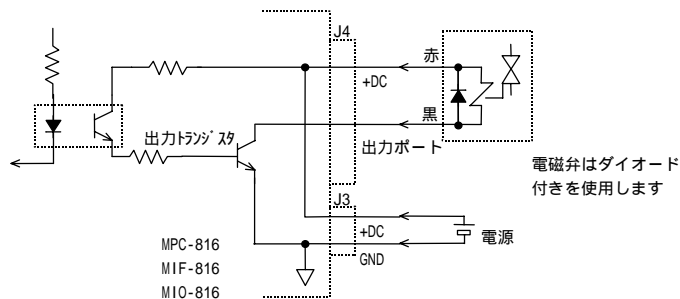 J4
赤
+DC
黒
出力トランジスタ
出力ポート
電磁弁はダイオード
付きを使用します
J3
+DC
電源
GND
MPC-816
MIF-816
MIO-816